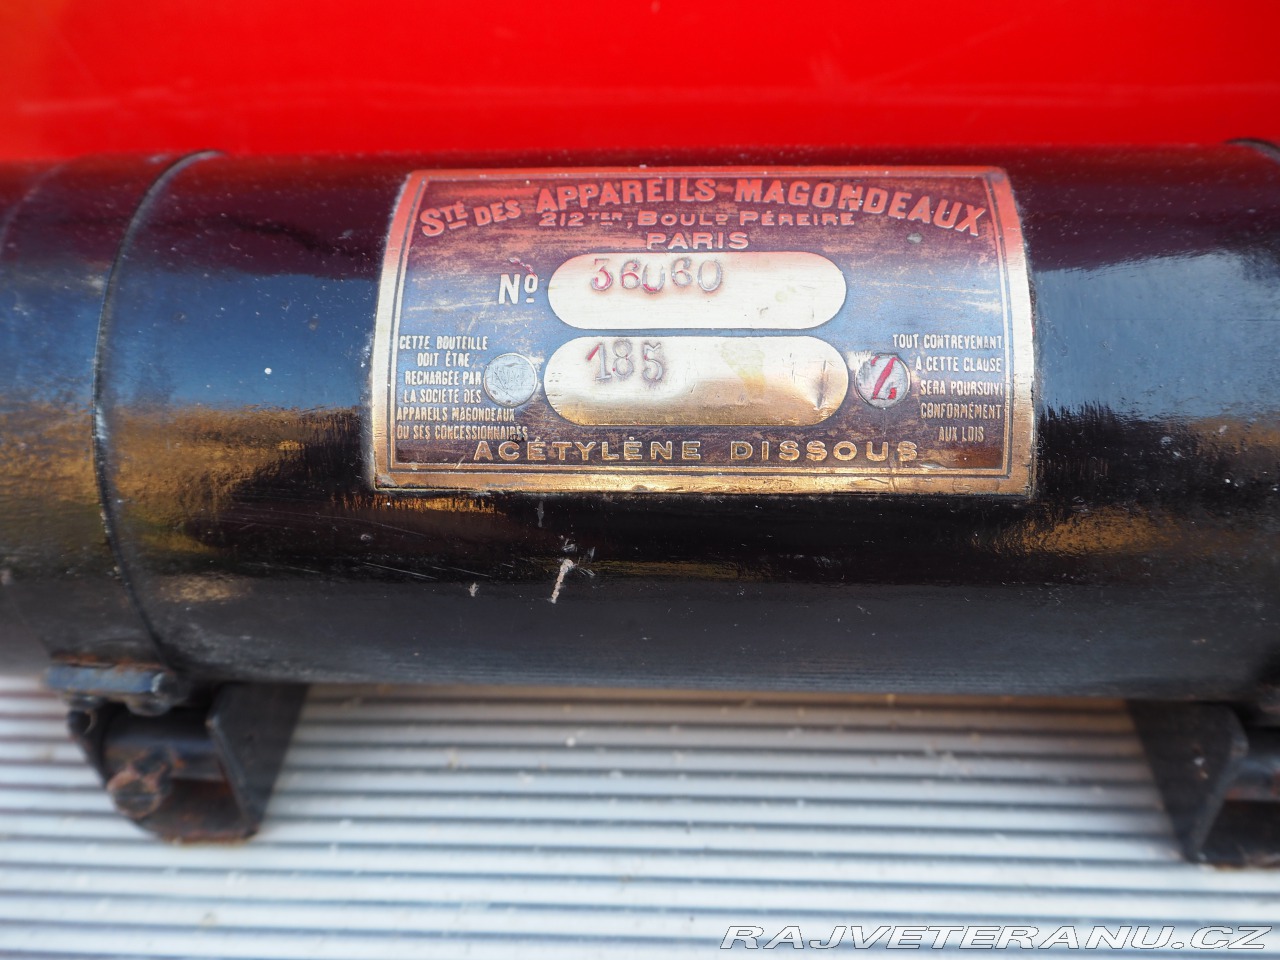 STÉ DES APPAREILS MAGONDEAUX
212TER, BOULD PÉREIRE
PARIS
No 36060
185
CETTE BOUTEILLE
DOIT ÊTRE
RECHARGÉE PAR
LA SOCIÉTÉ DES
APPAREILS MAGONDEAUX
OU SES CONCESSIONNAIRES
Z
TOUT CONTREVENANT
À CETTE CLAUSE
SERA POURSUIVI
CONFORMÉMENT
AUX LOIS
ACÉTYLÈNE DISSOUS
RAJVETERANU.CZ